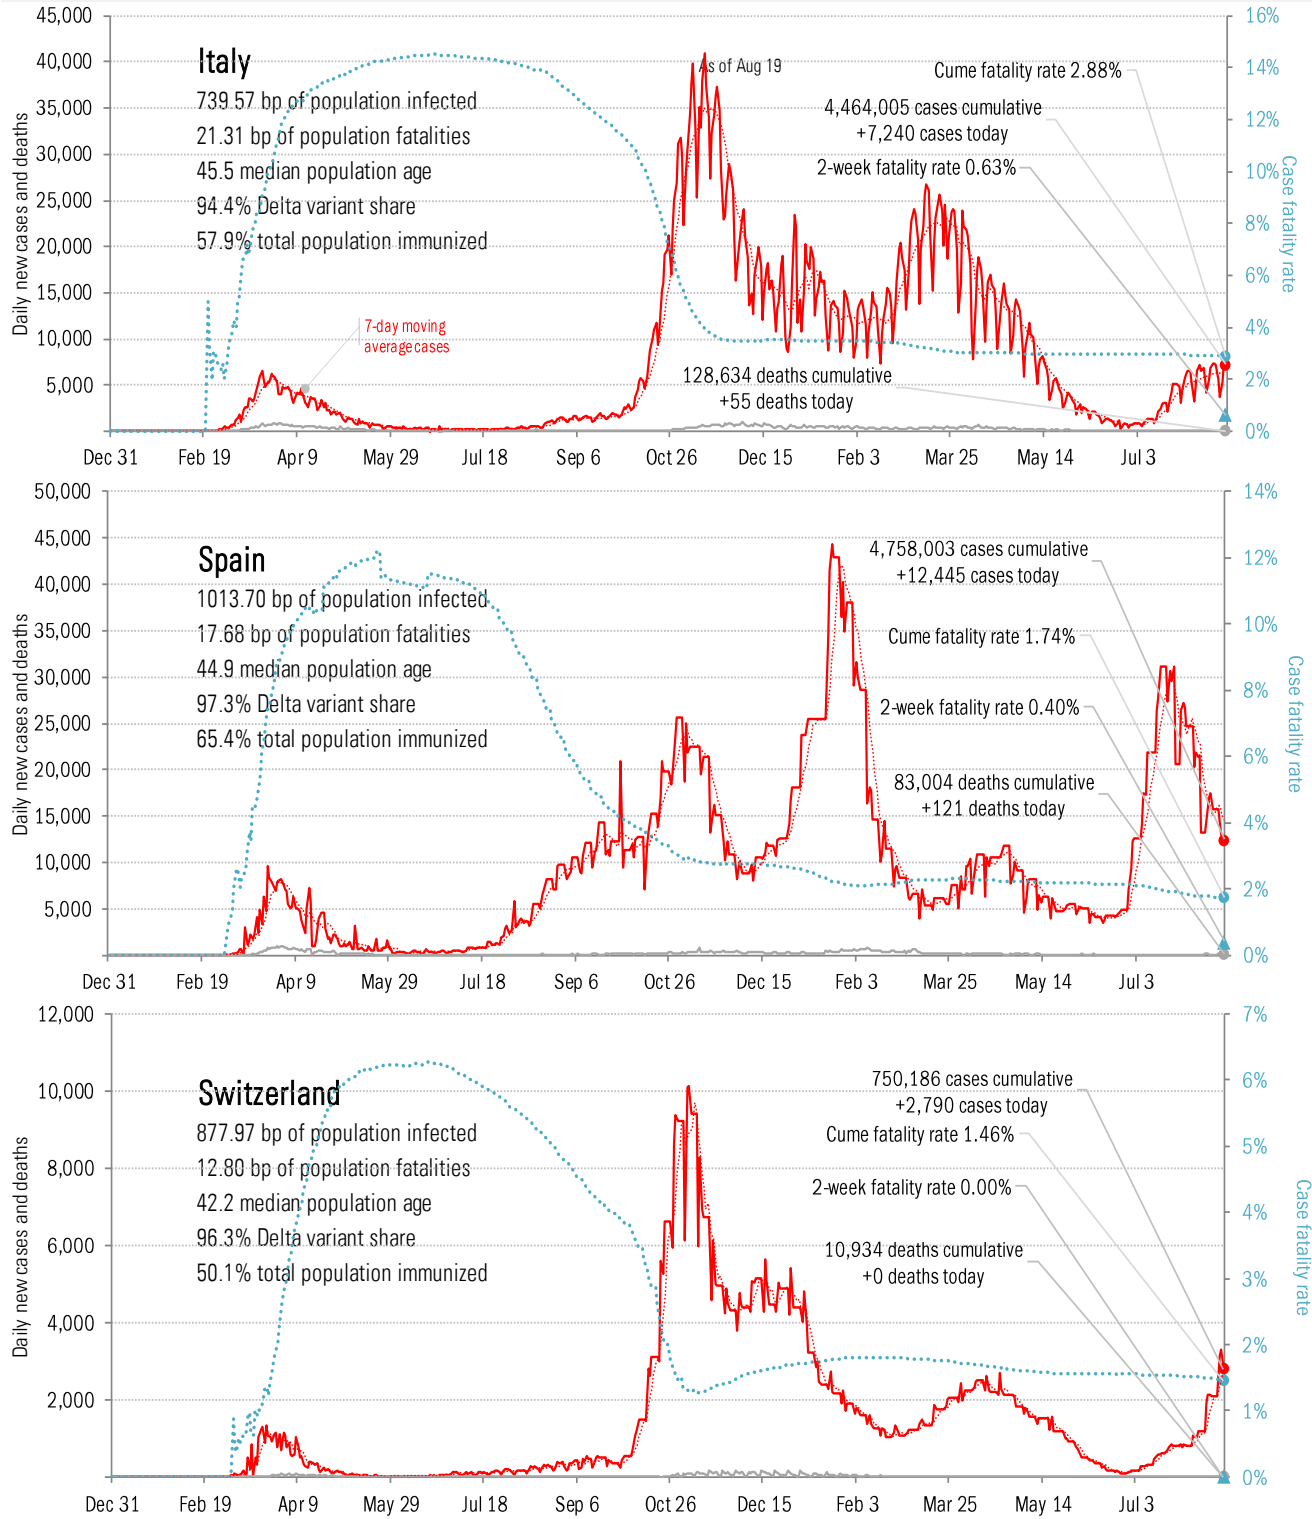 45,000
40,000
35,000
30,000
25,000
20,000
15,000
10,000
5,000
Daily new cases and deaths
Italy
739.57 bp of population infected
21.31 bp of population fatalities
45.5 median population age
94.4% Delta variant share
57.9% total population immunized
As of Aug 19
Cume fatality rate 2.88%
4,464,005 cases cumulative
+7,240 cases today
2-week fatality rate 0.63%
7-day moving
average cases
128,634 deaths cumulative
+55 deaths today
16%
14%
12%
10%
8%
6%
4%
2%
0%
Case fatality rate
Dec 31 Feb 19 Apr 9 May 29 Jul 18 Sep 6 Oct 26 Dec 15 Feb 3 Mar 25 May 14 Jul 3
50,000
45,000
40,000
35,000
30,000
25,000
20,000
15,000
10,000
5,000
Daily new cases and deaths
Spain
1013.70 bp of population infected
17.68 bp of population fatalities
44.9 median population age
97.3% Delta variant share
65.4% total population immunized
4,758,003 cases cumulative
+12,445 cases today
Cume fatality rate 1.74%
2-week fatality rate 0.40%
83,004 deaths cumulative
+121 deaths today
14%
12%
10%
8%
6%
4%
2%
0%
Case fatality rate
Dec 31 Feb 19 Apr 9 May 29 Jul 18 Sep 6 Oct 26 Dec 15 Feb 3 Mar 25 May 14 Jul 3
12,000
10,000
8,000
6,000
4,000
2,000
Daily new cases and deaths
Switzerland
877.97 bp of population infected
12.80 bp of population fatalities
42.2 median population age
96.3% Delta variant share
50.1% total population immunized
750,186 cases cumulative
+2,790 cases today
Cume fatality rate 1.46%
2-week fatality rate 0.00%
10,934 deaths cumulative
+0 deaths today
7%
6%
5%
4%
3%
2%
1%
0%
Case fatality rate
Dec 31 Feb 19 Apr 9 May 29 Jul 18 Sep 6 Oct 26 Dec 15 Feb 3 Mar 25 May 14 Jul 3